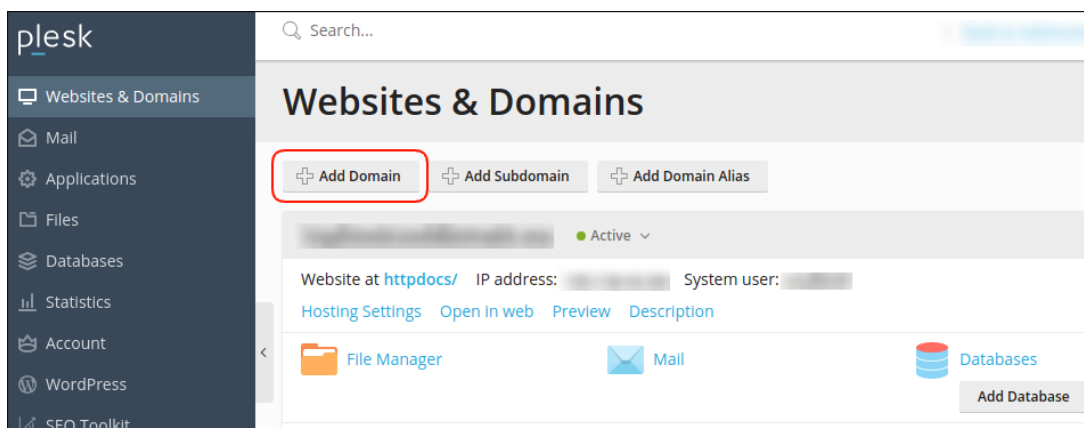 plesk
Search...
Websites & Domains
Mail
Applications
Files
Databases
Statistics
Account
WordPress
SEO Toolkit
Websites & Domains
Add Domain
Add Subdomain
Add Domain Alias
Active
Website at httpdocs/ IP address: System user:
Hosting Settings Open in web Preview Description
File Manager
Mail
Databases
Add Database